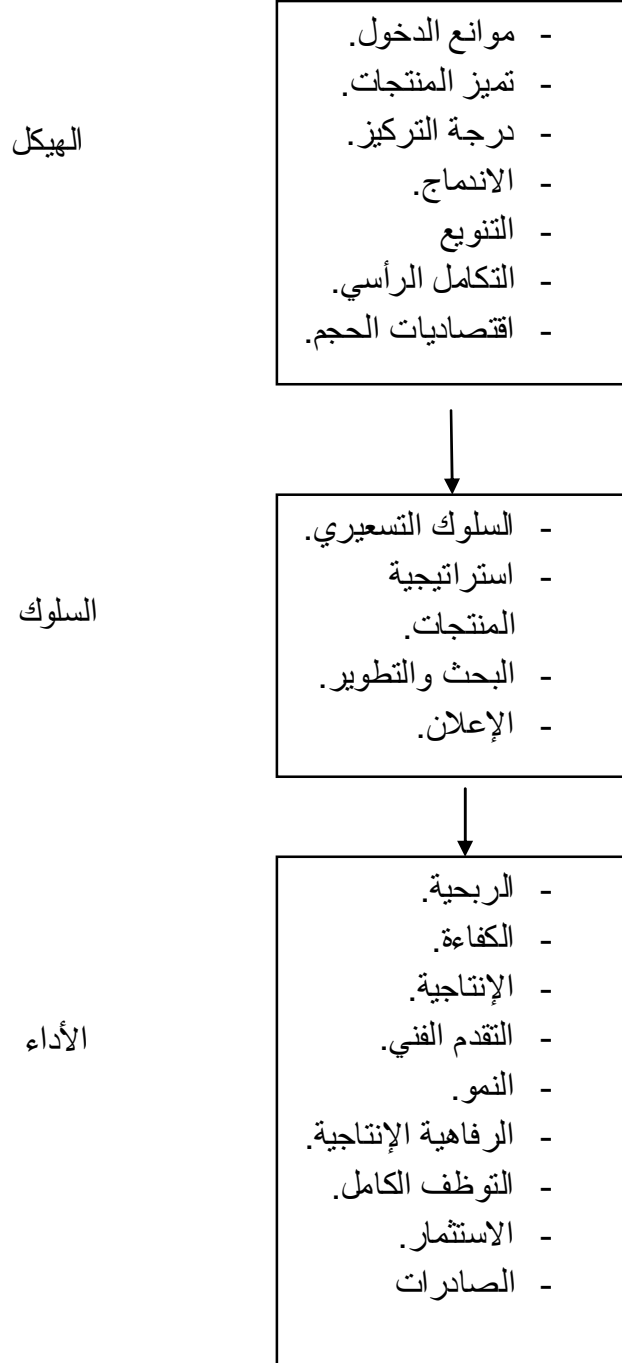 الهيكل
- موانع الدخول.
- تميز المنتجات.
- درجة التركيز.
- الاندماج.
- التنويع
- التكامل الرأسي.
- اقتصاديات الحجم.
السلوك
- السلوك التسعيري.
- استراتيجية
المنتجات.
- البحث والتطوير.
- الإعلان.
الأداء
- الربحية.
- الكفاءة.
- الإنتاجية.
- التقدم الفني.
- النمو.
- الرفاهية الإنتاجية.
- التوظف الكامل.
- الاستثمار.
- الصادرات